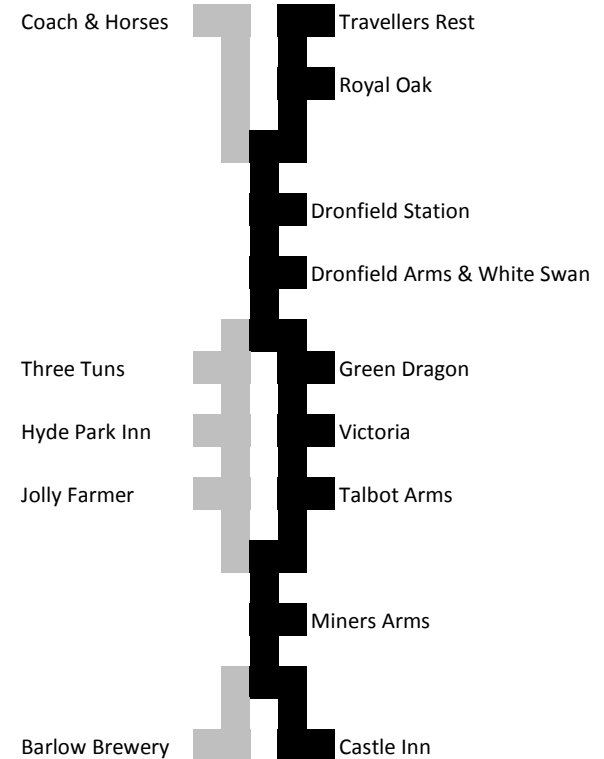 Coach & Horses
Travellers Rest
Royal Oak
Dronfield Station
Dronfield Arms & White Swan
Three Tuns
Green Dragon
Hyde Park Inn
Victoria
Jolly Farmer
Talbot Arms
Miners Arms
Barlow Brewery
Castle Inn